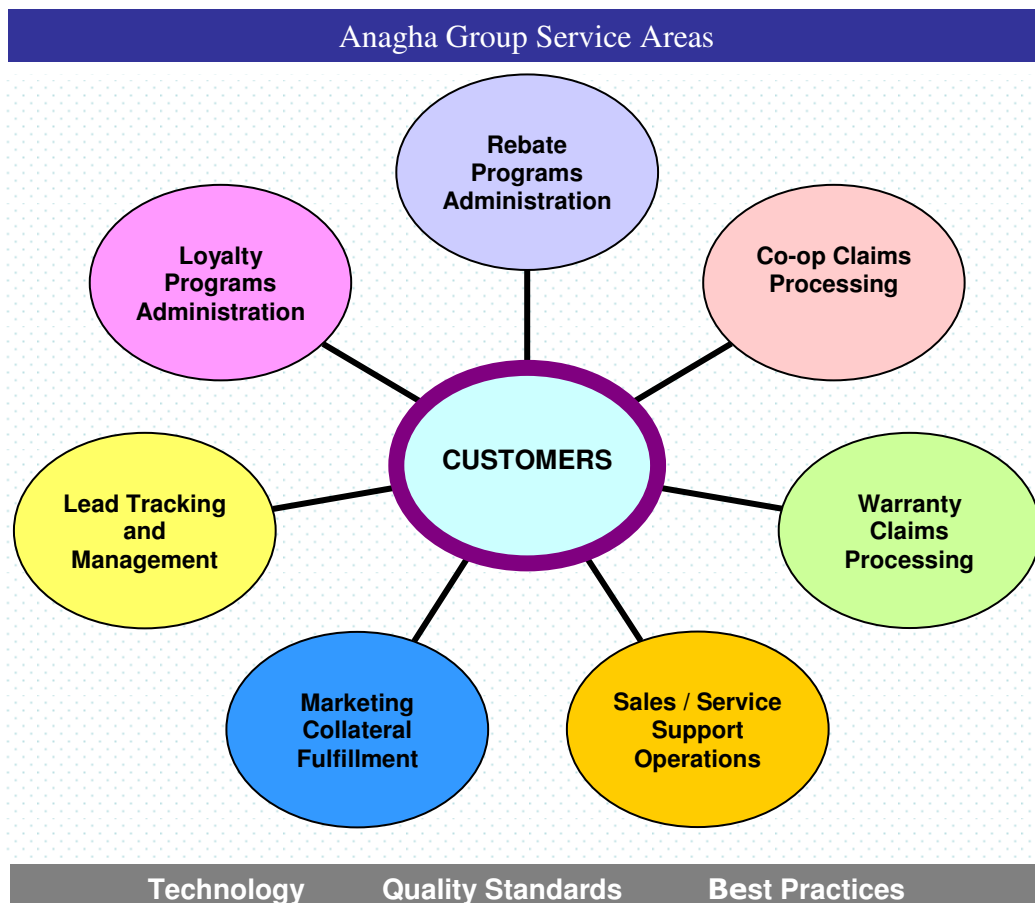 Anagha Group Service Areas
Rebate
Programs
Administration
Co-op Claims
Processing
Warranty
Claims
Processing
Sales / Service
Support
Operations
Marketing
Collateral
Fulfillment
Lead Tracking
and
Management
Loyalty
Programs
Administration
CUSTOMERS
Technology Quality Standards Best Practices